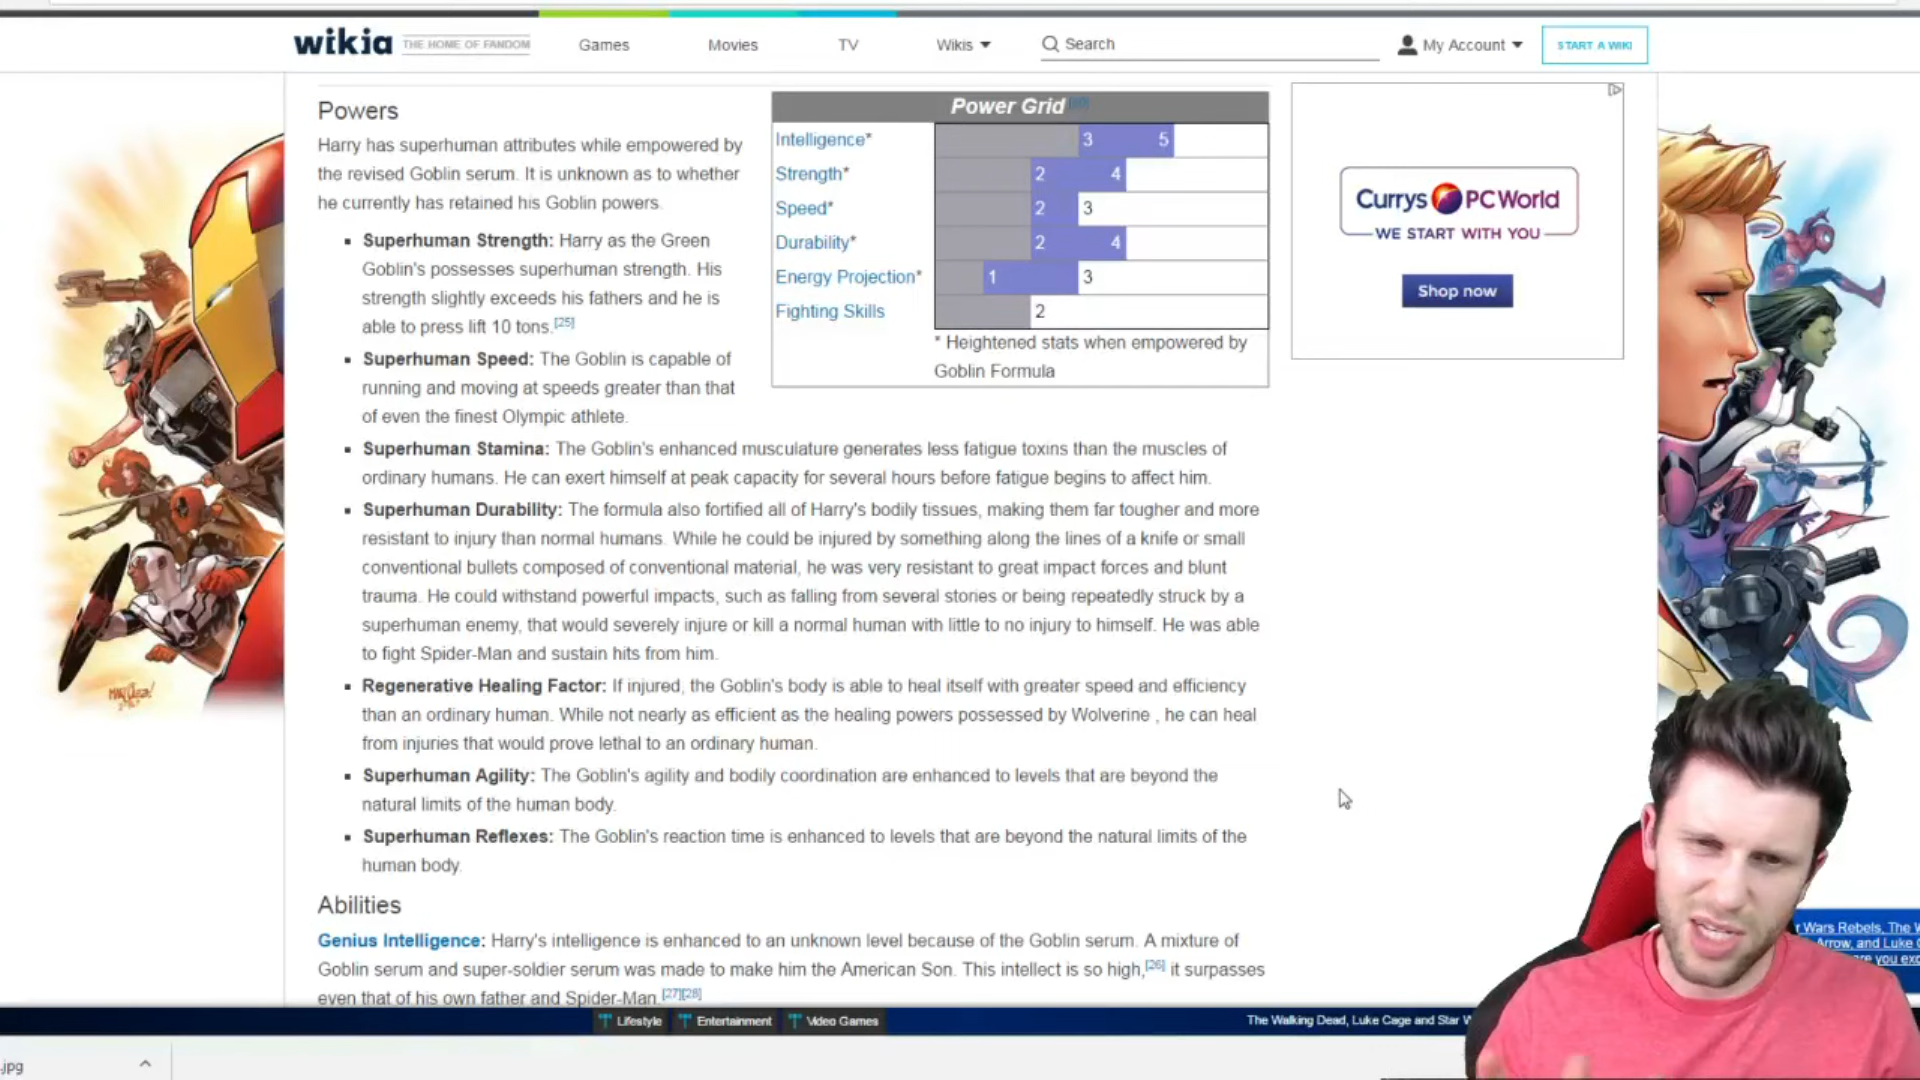 wikia THE HOME OF FANDOM Games Movies TV Wikis Search My Account START A WIKI
Powers
Harry has superhuman attributes while empowered by
the revised Goblin serum. It is unknown as to whether
he currently has retained his Goblin powers.
Superhuman Strength: Harry as the Green
Goblin's possesses superhuman strength. His
strength slightly exceeds his fathers and he is
able to press lift 10 tons.[25]
Superhuman Speed: The Goblin is capable of
running and moving at speeds greater than that
of even the finest Olympic athlete.
Power Grid
Intelligence* 3 5
Strength* 2 4
Speed* 2 3
Durability* 2 4
Energy Projection* 1 3
Fighting Skills 2
* Heightened stats when empowered by
Goblin Formula
Currys PC World
WE START WITH YOU
Shop now
Superhuman Stamina: The Goblin's enhanced musculature generates less fatigue toxins than the muscles of
ordinary humans. He can exert himself at peak capacity for several hours before fatigue begins to affect him.
Superhuman Durability: The formula also fortified all of Harry's bodily tissues, making them far tougher and more
resistant to injury than normal humans. While he could be injured by something along the lines of a knife or small
conventional bullets composed of conventional material, he was very resistant to great impact forces and blunt
trauma. He could withstand powerful impacts, such as falling from several stories or being repeatedly struck by a
superhuman enemy, that would severely injure or kill a normal human with little to no injury to himself. He was able
to fight Spider-Man and sustain hits from him.
Regenerative Healing Factor: If injured, the Goblin's body is able to heal itself with greater speed and efficiency
than an ordinary human. While not nearly as efficient as the healing powers possessed by Wolverine , he can heal
from injuries that would prove lethal to an ordinary human.
Superhuman Agility: The Goblin's agility and bodily coordination are enhanced to levels that are beyond the
natural limits of the human body.
Superhuman Reflexes: The Goblin's reaction time is enhanced to levels that are beyond the natural limits of the
human body.
Abilities
Genius Intelligence: Harry's intelligence is enhanced to an unknown level because of the Goblin serum. A mixture of
Goblin serum and super-soldier serum was made to make him the American Son. This intellect is so high,[26] it surpasses
even that of his own father and Spider-Man.[27][28]
r Wars Rebels, The W
Arrow, and Luke C
are you exc
Lifestyle Entertainment Video Games The Walking Dead, Luke Cage and Star W
.jpg